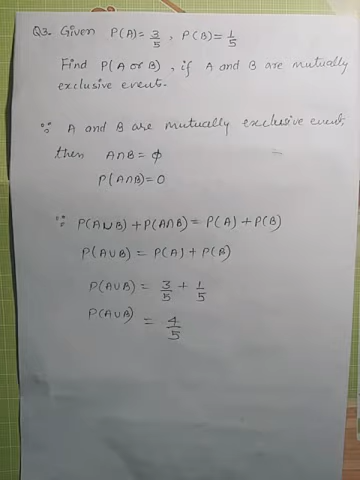 Q3. Given P(A)=3/5, P(B)=1/5
Find P(A or B), if A and B are mutually
exclusive events.
∵ A and B are mutually exclusive event,
then A∩B=ϕ
P(A∩B)=0
∵ P(A∪B)+P(A∩B)=P(A)+P(B)
P(A∪B)=P(A)+P(B)
P(A∪B)=3/5+1/5
P(A∪B)=4/5